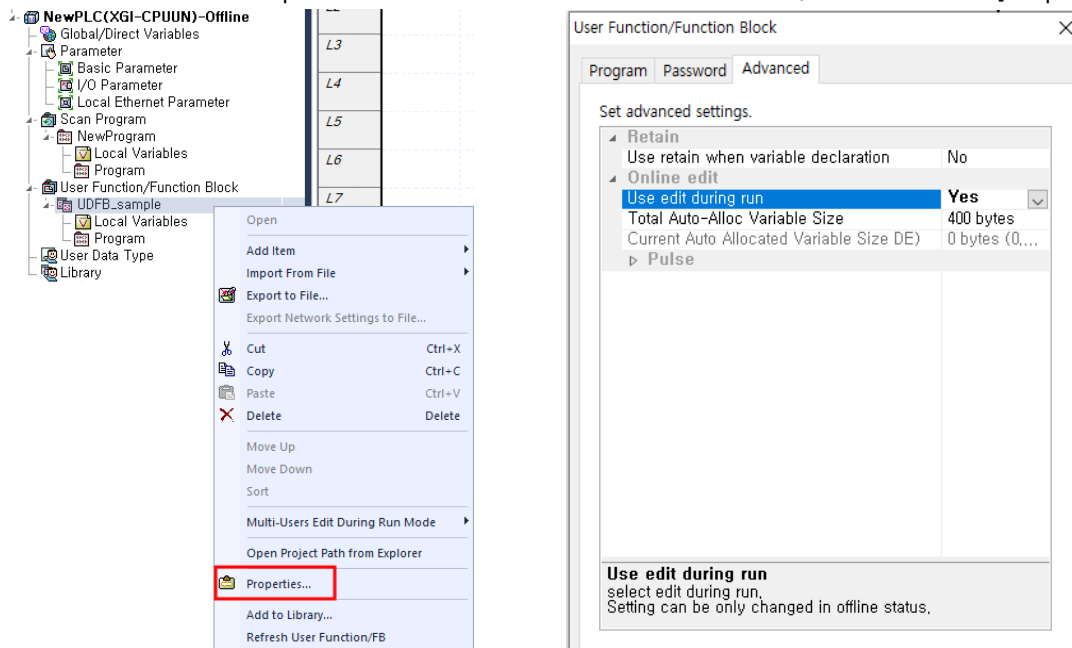 NewPLC(XGI-CPUUN)-Offline
Global/Direct Variables
Parameter
Basic Parameter
I/O Parameter
Local Ethernet Parameter
Scan Program
NewProgram
Local Variables
Program
User Function/Function Block
UDFB_sample
Local Variables
Program
User Data Type
Library
L3
L4
L5
L6
L7
Open
Add Item
Import From File
Export to File...
Export Network Settings to File...
Cut Ctrl+X
Copy Ctrl+C
Paste Ctrl+V
Delete Delete
Move Up
Move Down
Sort
Multi-Users Edit During Run Mode
Open Project Path from Explorer
Properties...
Add to Library...
Refresh User Function/FB
User Function/Function Block
Program Password Advanced
Set advanced settings.
Retain
Use retain when variable declaration No
Online edit
Use edit during run Yes
Total Auto-Alloc Variable Size 400 bytes
Current Auto Allocated Variable Size DE) 0 bytes (0,...
Pulse
Use edit during run
select edit during run,
Setting can be only changed in offline status,